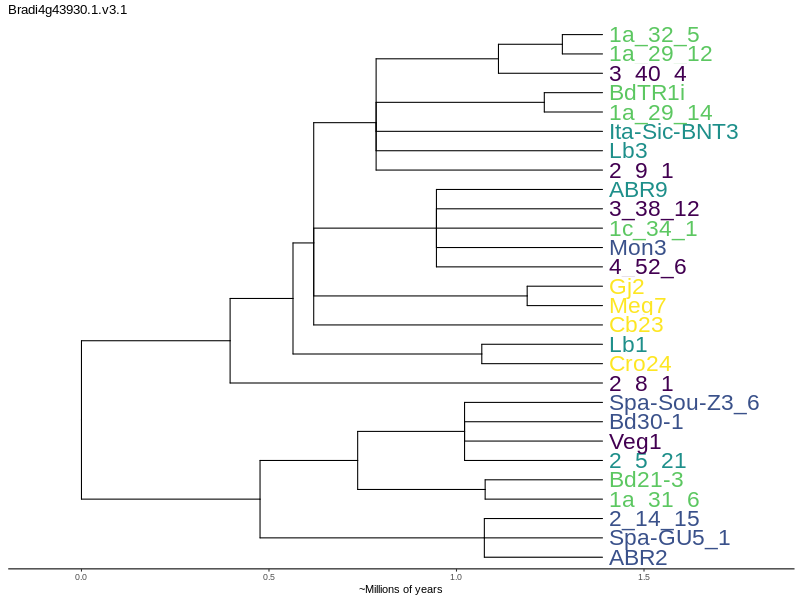 Bradi4g43930.1.v3.1
1a_32_5
1a_29_12
3_40_4
BdTR1i
1a_29_14
Ita-Sic-BNT3
Lb3
2_9_1
ABR9
3_38_12
1c_34_1
Mon3
4_52_6
Gj2
Meq7
Cb23
Lb1
Cro24
2_8_1
Spa-Sou-Z3_6
Bd30-1
Veg1
2_5_21
Bd21-3
1a_31_6
2_14_15
Spa-GU5_1
ABR2
0.0 0.5 1.0 1.5
~Millions of years